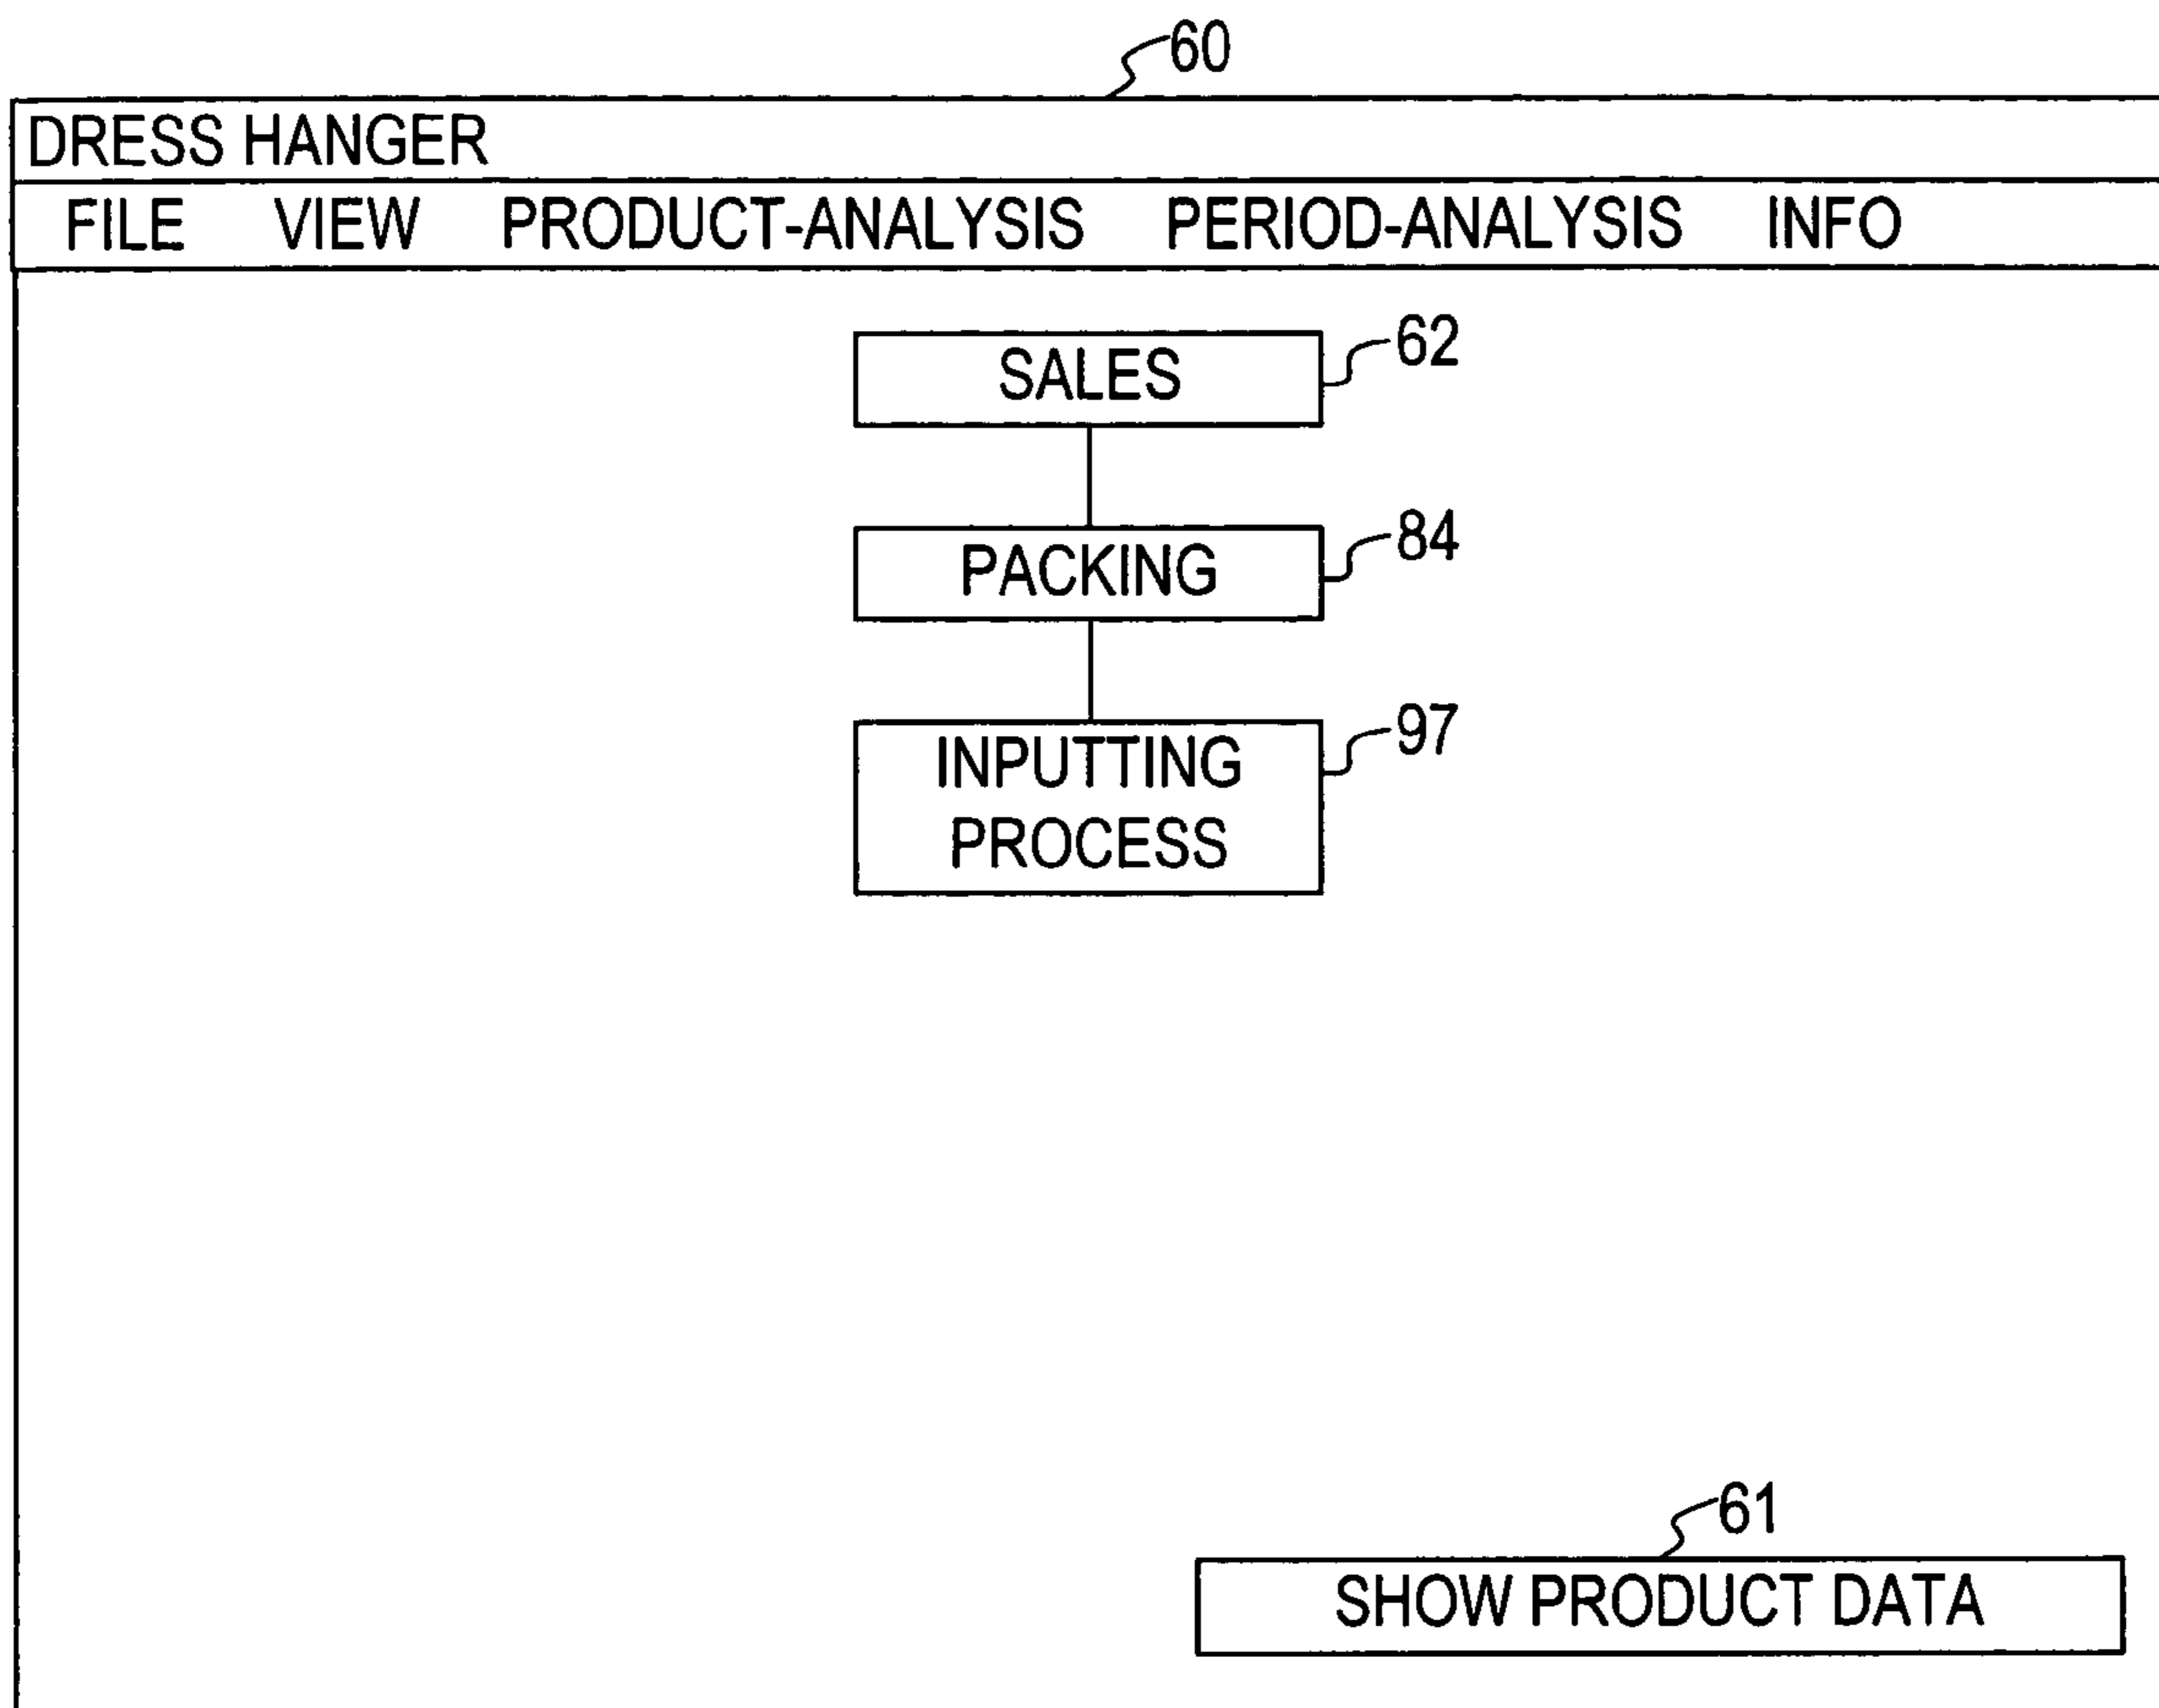 60
DRESS HANGER
FILE VIEW PRODUCT-ANALYSIS PERIOD-ANALYSIS INFO
SALES
62
PACKING
84
INPUTTING
PROCESS
97
61
SHOW PRODUCT DATA